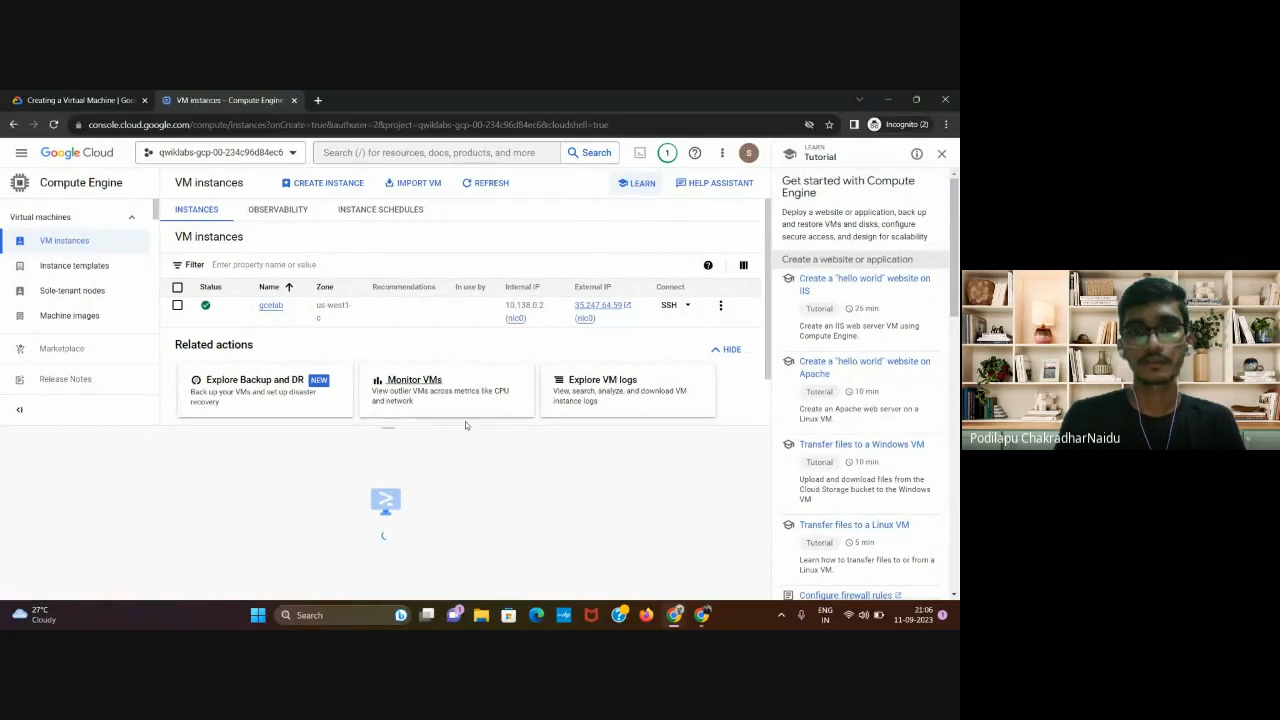 Creating a Virtual Machine | Goo
VM instances – Compute Engine
console.cloud.google.com/compute/instances?onCreate=true&authuser=2&project=qwiklabs-gcp-00-234c96d84ec6&cloudshell=true
Incognito (2)
Google Cloud
qwiklabs-gcp-00-234c96d84ec6
Search (/) for resources, docs, products, and more
Search
1
S
LEARN
Tutorial
Compute Engine
VM instances
CREATE INSTANCE
IMPORT VM
REFRESH
LEARN
HELP ASSISTANT
Virtual machines
VM instances
Instance templates
Sole-tenant nodes
Machine images
Marketplace
Release Notes
INSTANCES
OBSERVABILITY
INSTANCE SCHEDULES
VM instances
Filter
Enter property name or value
Status
Name
Zone
Recommendations
In use by
Internal IP
External IP
Connect
gcelab
us-west1-
c
10.138.0.2
(nic0)
35.247.64.59
(nic0)
SSH
Related actions
HIDE
Explore Backup and DR
NEW
Back up your VMs and set up disaster
recovery
Monitor VMs
View outlier VMs across metrics like CPU
and network
Explore VM logs
View, search, analyze, and download VM
instance logs
Get started with Compute
Engine
Deploy a website or application, back up
and restore VMs and disks, configure
secure access, and design for scalability
Create a website or application
Create a "hello world" website on
IIS
Tutorial
25 min
Create an IIS web server VM using
Compute Engine.
Create a "hello world" website on
Apache
Tutorial
10 min
Create an Apache web server on a
Linux VM.
Transfer files to a Windows VM
Tutorial
10 min
Upload and download files from the
Cloud Storage bucket to the Windows
VM
Transfer files to a Linux VM
Tutorial
5 min
Learn how to transfer files to or from a
Linux VM.
Configure firewall rules
Podilapu ChakradharNaidu
27°C
Cloudy
Search
ENG
IN
21:06
11-09-2023
1